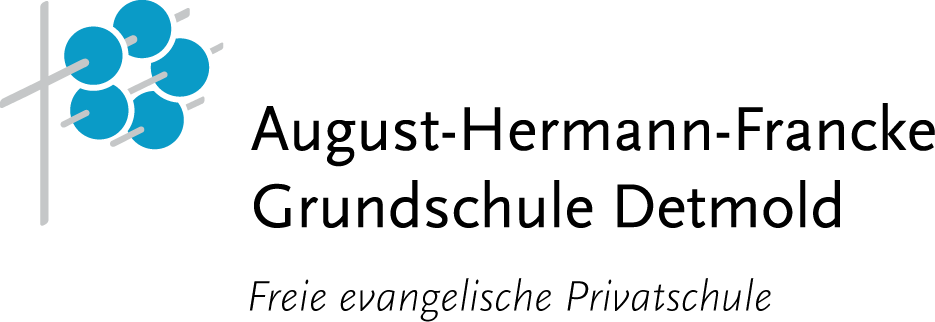 August-Hermann-Francke
Grundschule Detmold
Freie evangelische Privatschule